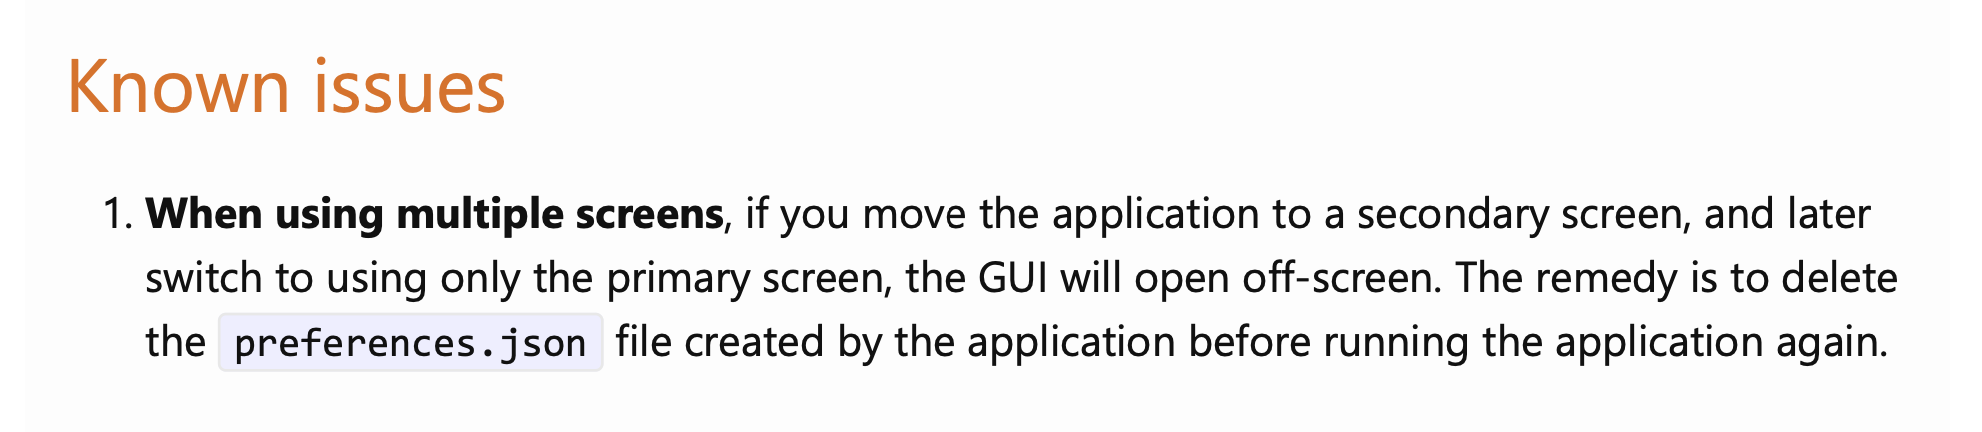 Known issues
1. When using multiple screens, if you move the application to a secondary screen, and later
switch to using only the primary screen, the GUI will open off-screen. The remedy is to delete
the preferences.json file created by the application before running the application again.